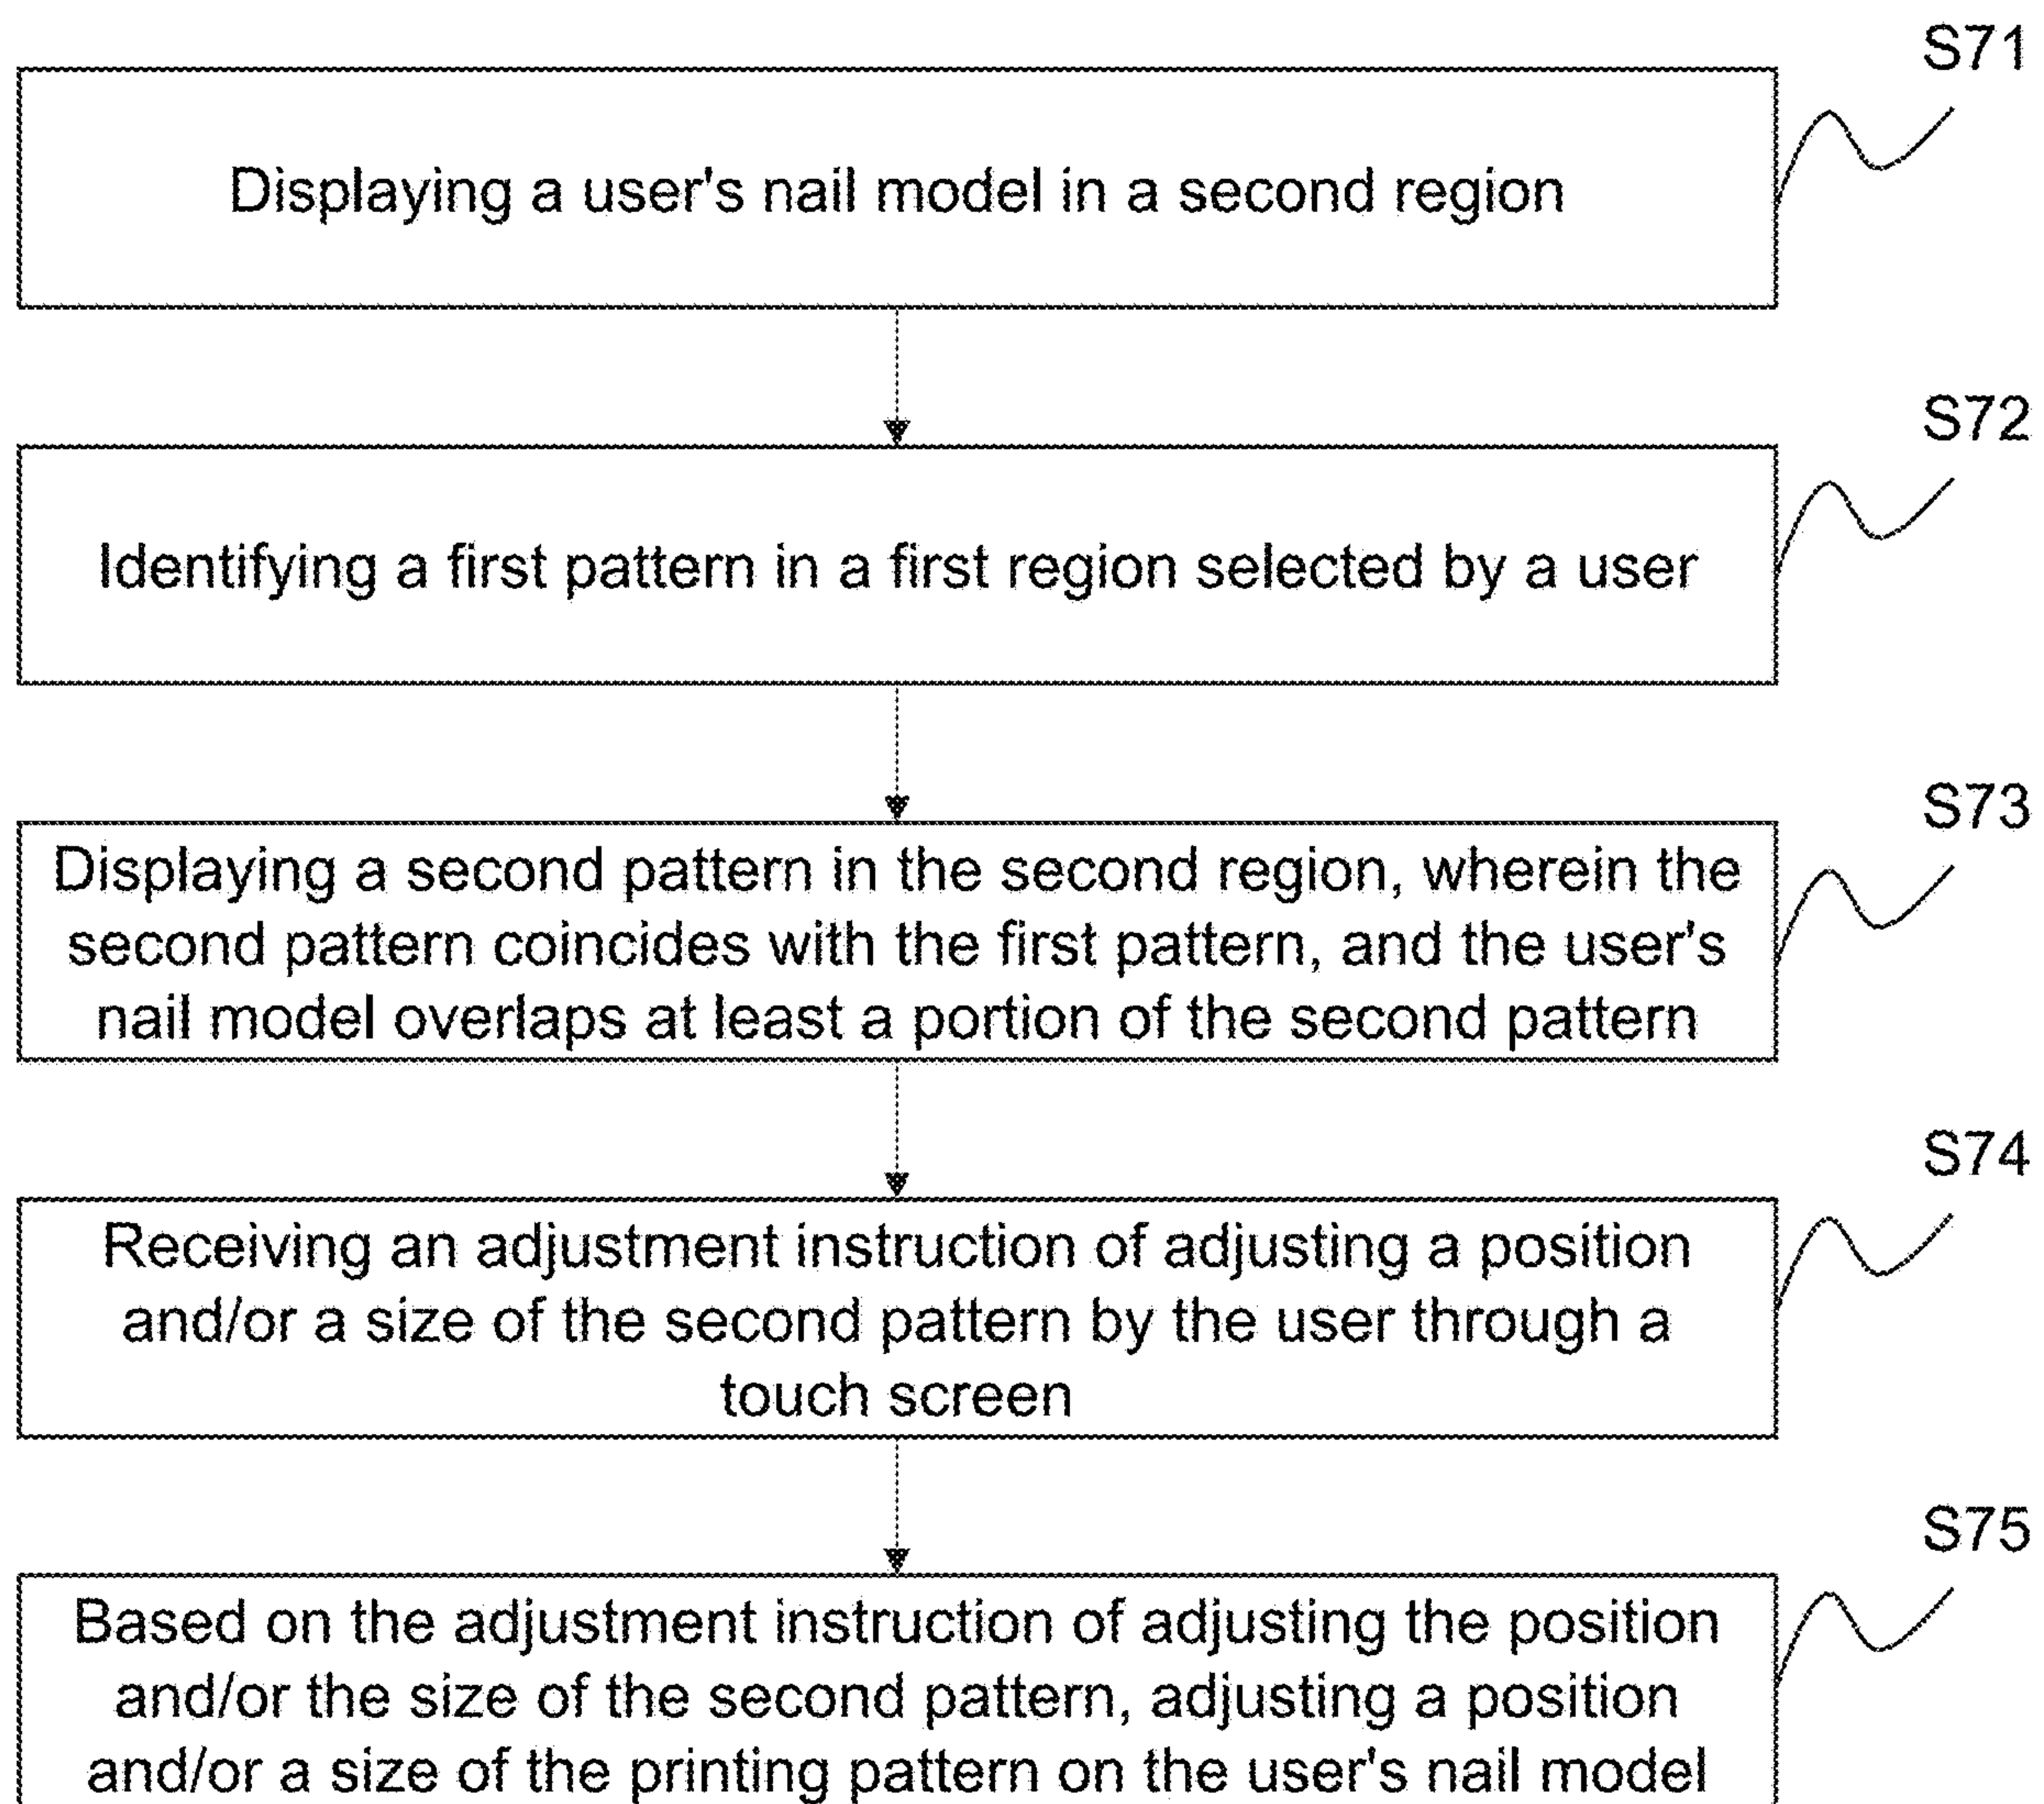 S71
Displaying a user's nail model in a second region
S72
Identifying a first pattern in a first region selected by a user
S73
Displaying a second pattern in the second region, wherein the
second pattern coincides with the first pattern, and the user's
nail model overlaps at least a portion of the second pattern
S74
Receiving an adjustment instruction of adjusting a position
and/or a size of the second pattern by the user through a
touch screen
S75
Based on the adjustment instruction of adjusting the position
and/or the size of the second pattern, adjusting a position
and/or a size of the printing pattern on the user's nail model